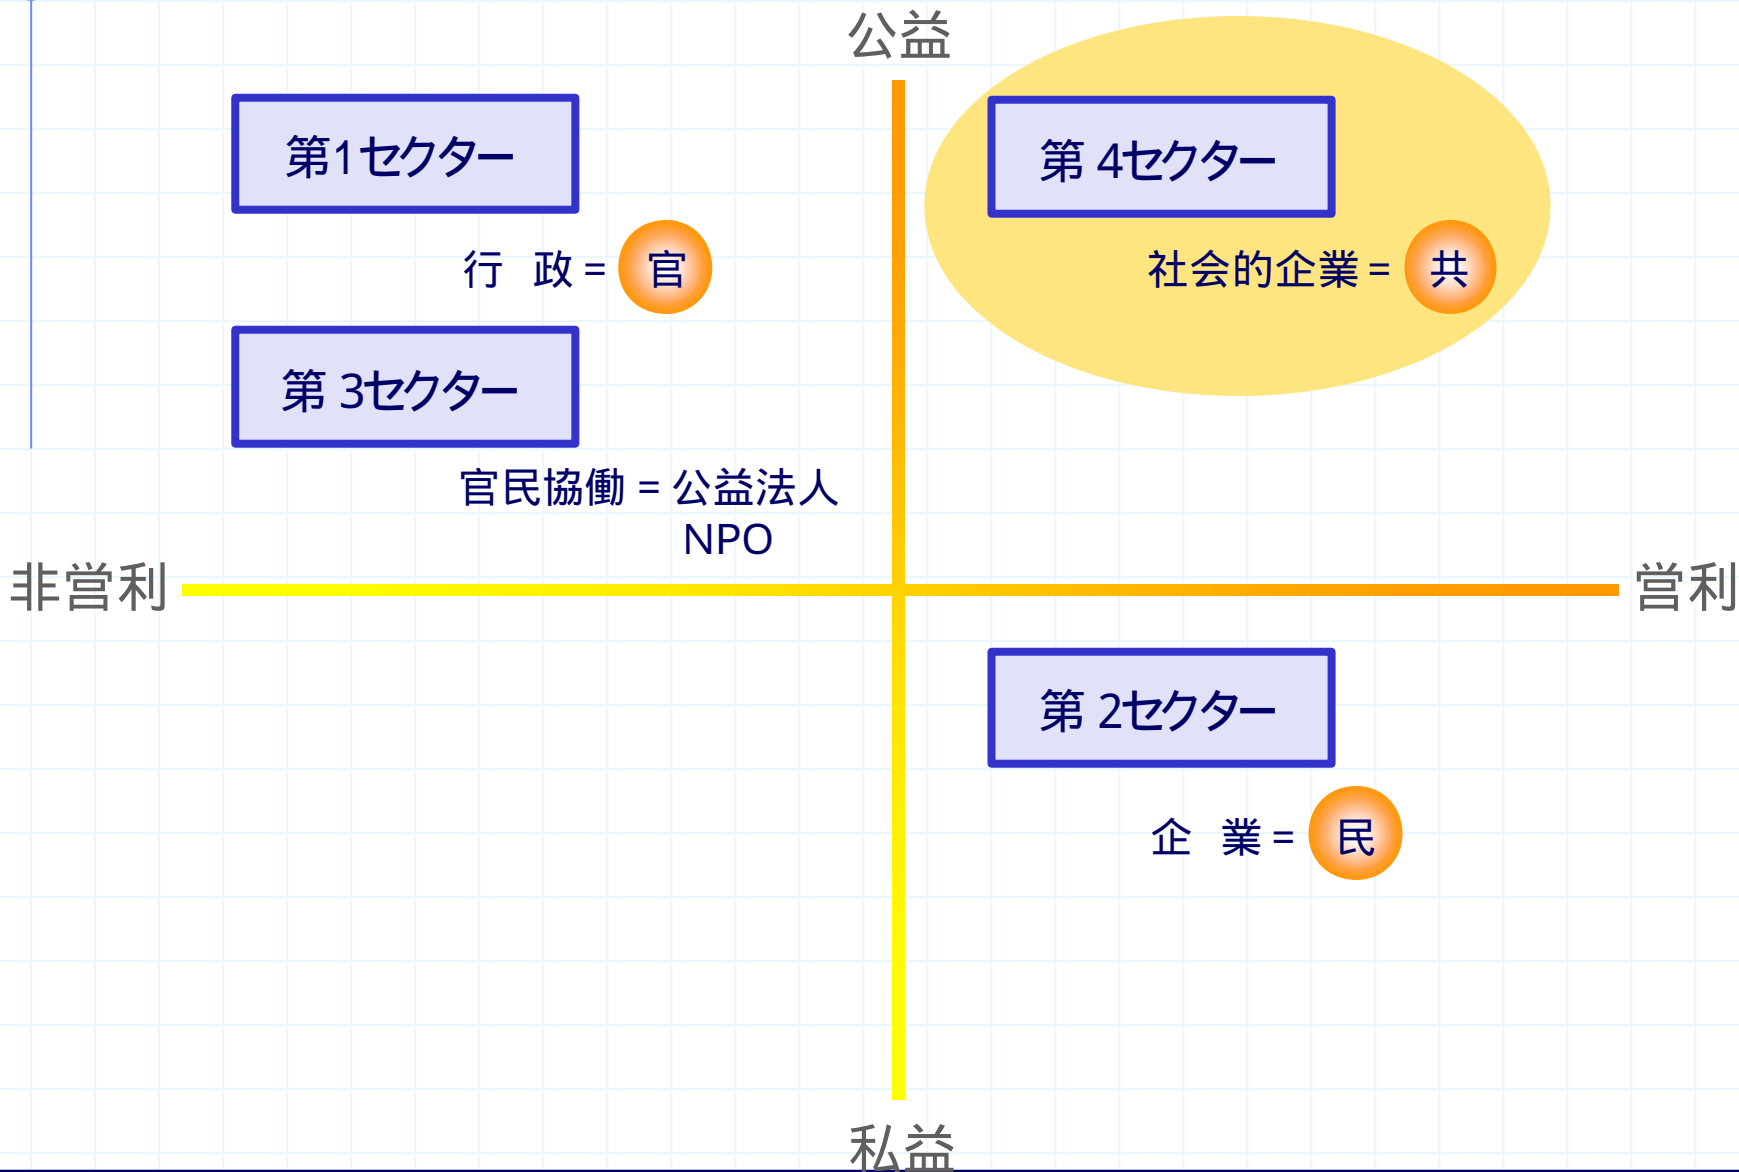 公益
第1セクター
第 4セクター
行 政 = 官
社会的企業 = 共
第 3セクター
官民協働 = 公益法人
NPO
非営利
営利
第 2セクター
企 業 = 民
私益